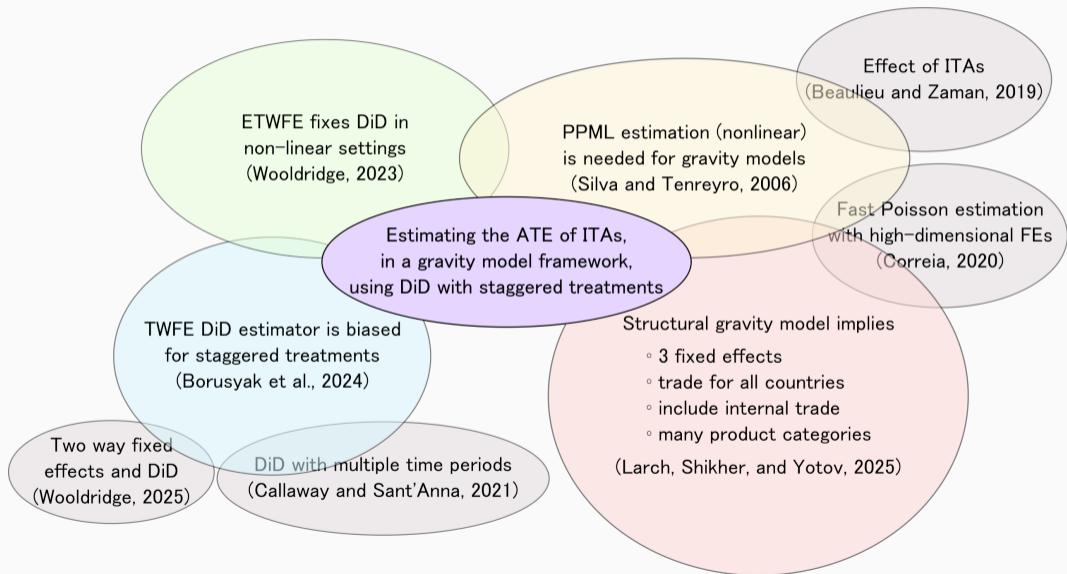 ETWFE fixes DiD in
non-linear settings
(Wooldridge, 2023)
PPML estimation (nonlinear)
is needed for gravity models
(Silva and Tenreyro, 2006)
Effect of ITAs
(Beaulieu and Zaman, 2019)
Fast Poisson estimation
with high-dimensional FEs
(Correia, 2020)
Estimating the ATE of ITAs,
in a gravity model framework,
using DiD with staggered treatments
TWFE DiD estimator is biased
for staggered treatments
(Borusyak et al., 2024)
Structural gravity model implies
◦ 3 fixed effects
◦ trade for all countries
◦ include internal trade
◦ many product categories
(Larch, Shikher, and Yotov, 2025)
Two way fixed
effects and DiD
(Wooldridge, 2025)
DiD with multiple time periods
(Callaway and Sant'Anna, 2021)